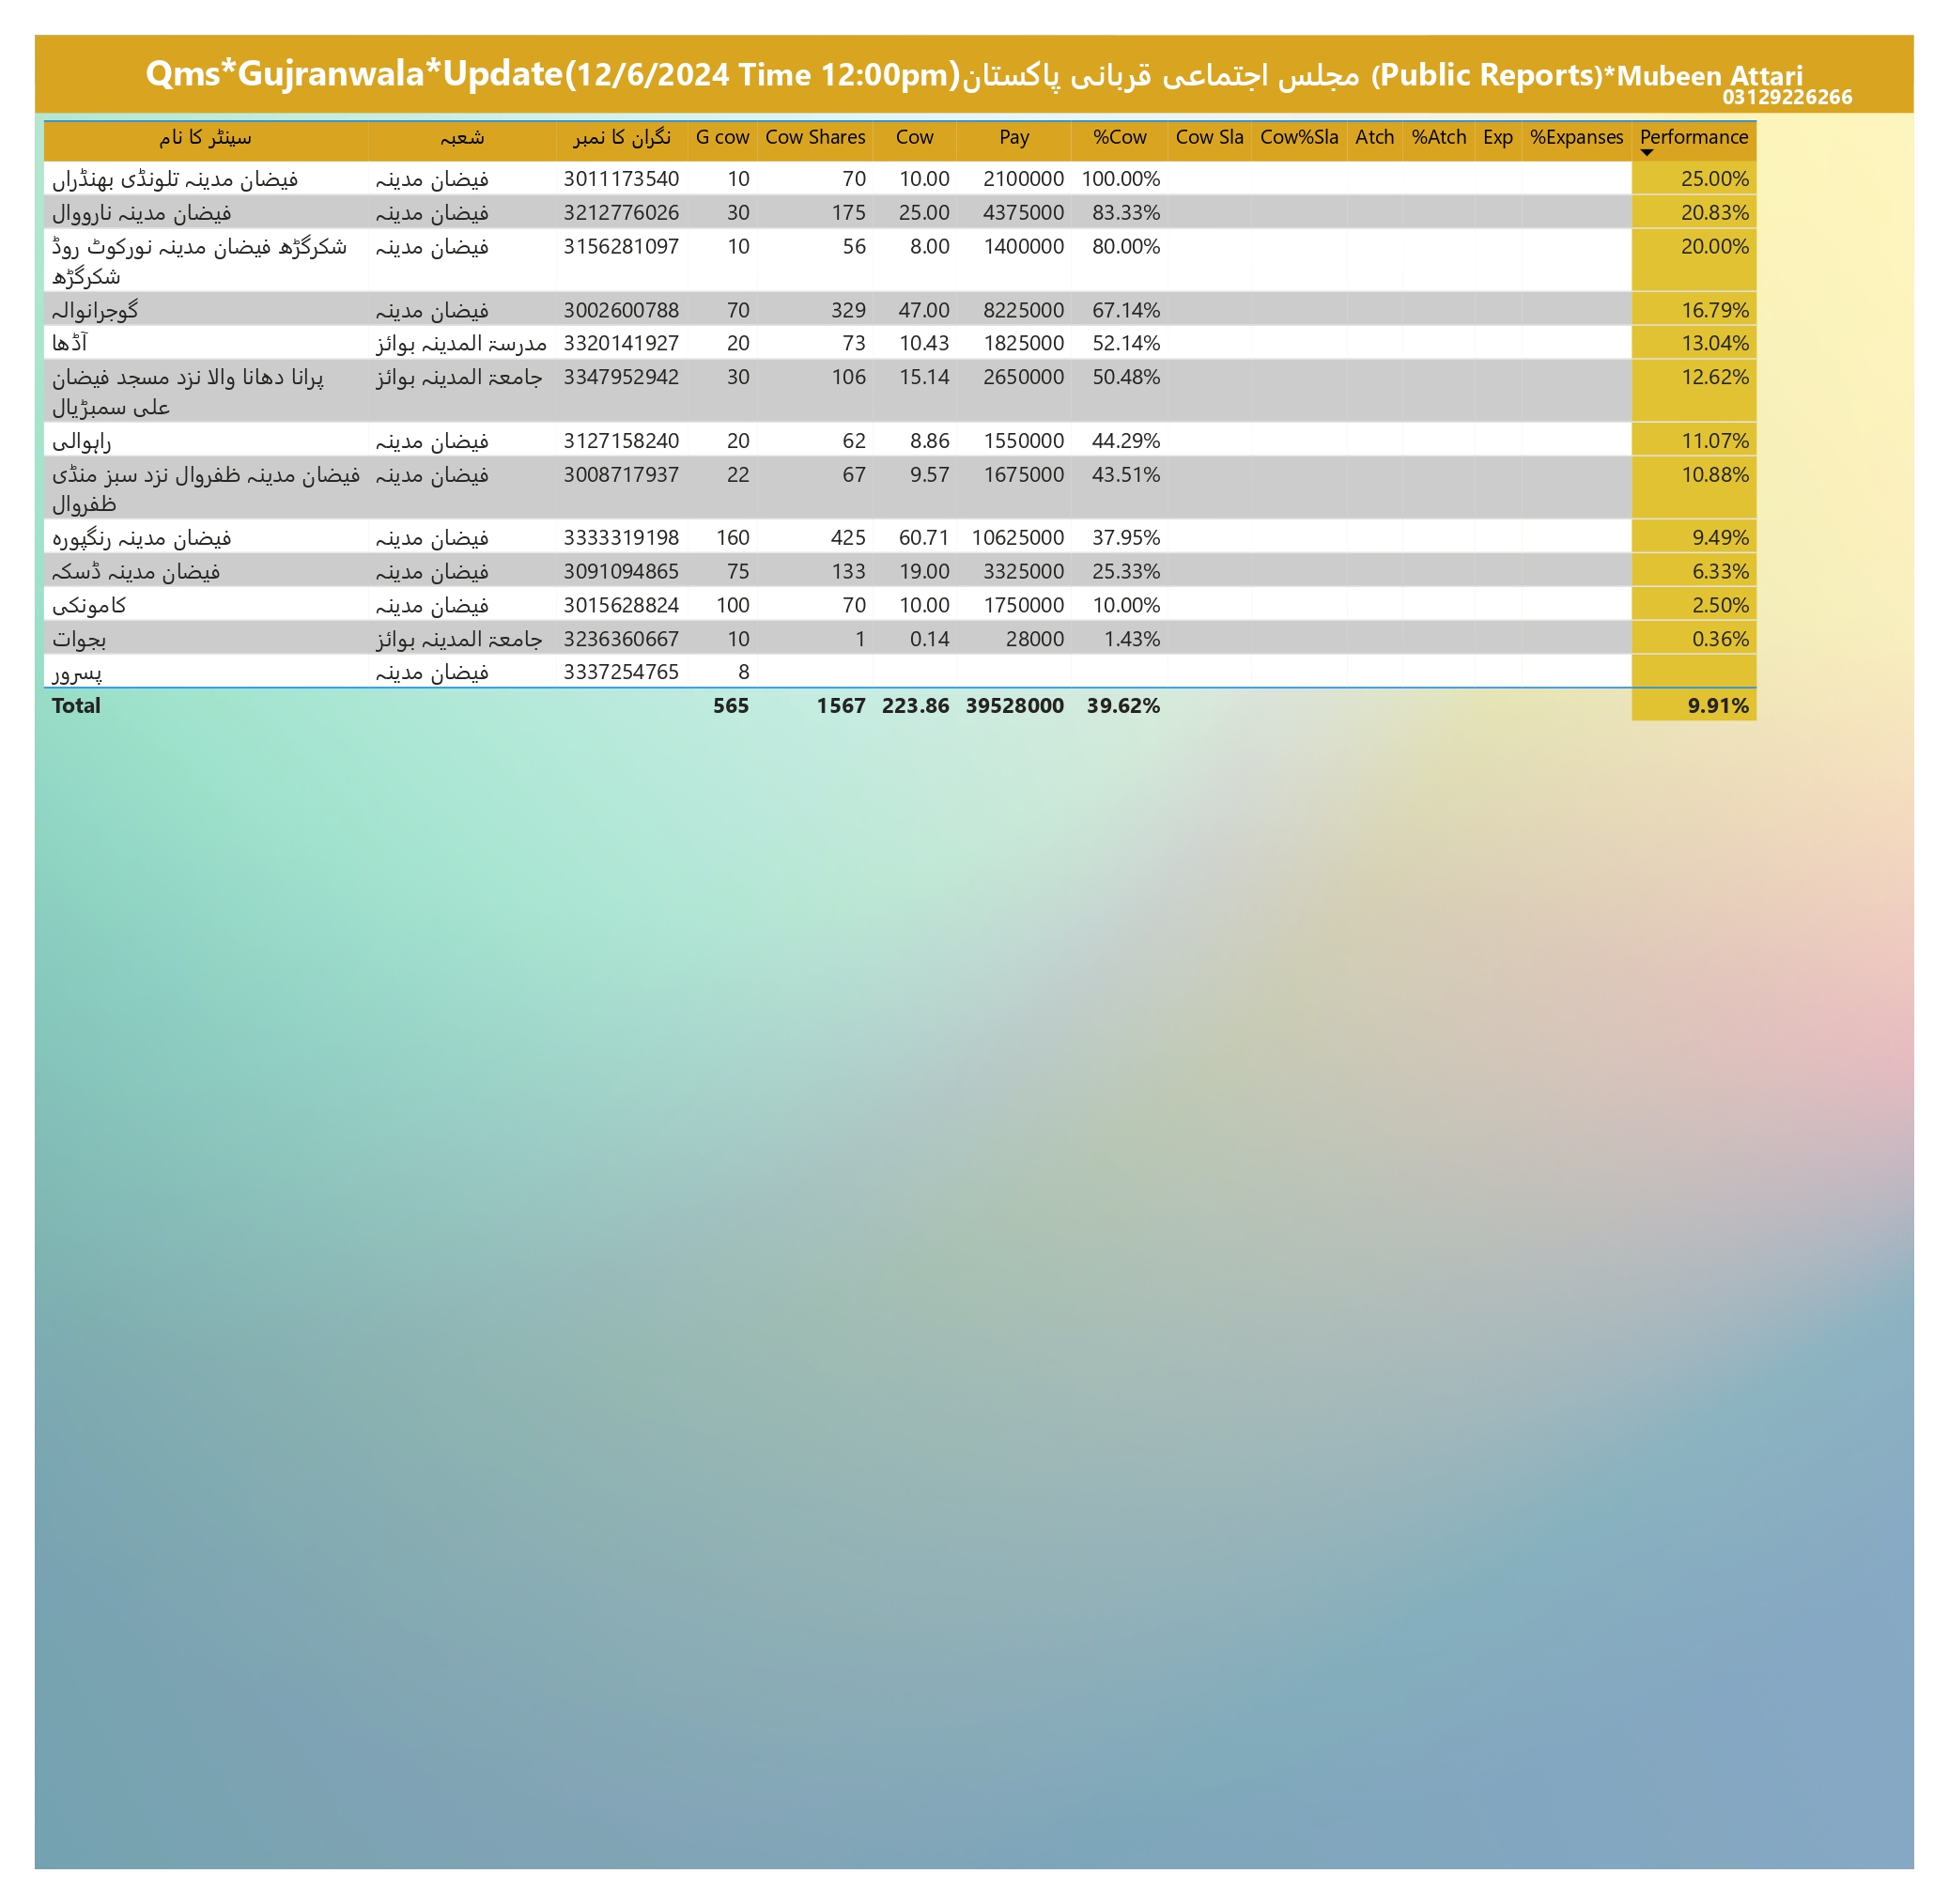 Qms*Gujranwala*Update(12/6/2024 Time 12:00pm)مجلس اجتماعی قربانی پاکستان (Public Reports)*Mubeen Attari
03129226266
سینٹر کا نام شعبہ نگران کا نمبر G cow Cow Shares Cow Pay %Cow Cow Sla Cow%Sla Atch %Atch Exp %Expanses Performance
فیضان مدینہ تلونڈی بھنڈراں فیضان مدینہ 3011173540 10 70 10.00 2100000 100.00% 25.00%
فیضان مدینہ نارووال فیضان مدینہ 3212776026 30 175 25.00 4375000 83.33% 20.83%
شکرگڑھ فیضان مدینہ نورکوٹ روڈ فیضان مدینہ 3156281097 10 56 8.00 1400000 80.00% 20.00%
شکرگڑھ
گوجرانوالہ فیضان مدینہ 3002600788 70 329 47.00 8225000 67.14% 16.79%
آڈھا مدرسۃ المدینہ بوائز 3320141927 20 73 10.43 1825000 52.14% 13.04%
پرانا دھانا والا نزد مسجد فیضان جامعۃ المدینہ بوائز 3347952942 30 106 15.14 2650000 50.48% 12.62%
علی سمبڑیال
راہوالی فیضان مدینہ 3127158240 20 62 8.86 1550000 44.29% 11.07%
فیضان مدینہ ظفروال نزد سبز منڈی فیضان مدینہ 3008717937 22 67 9.57 1675000 43.51% 10.88%
ظفروال
فیضان مدینہ رنگپورہ فیضان مدینہ 3333319198 160 425 60.71 10625000 37.95% 9.49%
فیضان مدینہ ڈسکہ فیضان مدینہ 3091094865 75 133 19.00 3325000 25.33% 6.33%
کامونکی فیضان مدینہ 3015628824 100 70 10.00 1750000 10.00% 2.50%
بجوات جامعۃ المدینہ بوائز 3236360667 10 1 0.14 28000 1.43% 0.36%
پسرور فیضان مدینہ 3337254765 8
Total 565 1567 223.86 39528000 39.62% 9.91%